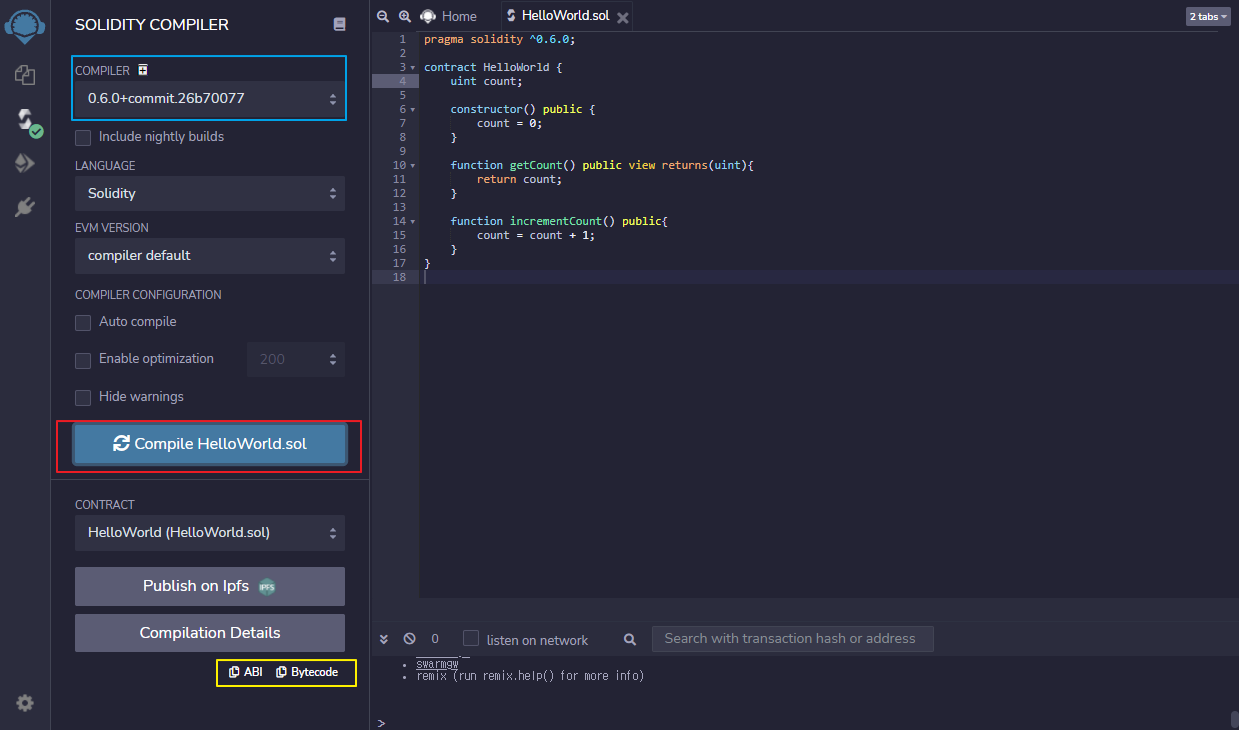 SOLIDITY COMPILER
COMPILER
0.6.0+commit.26b70077
Include nightly builds
LANGUAGE
Solidity
EVM VERSION
compiler default
COMPILER CONFIGURATION
Auto compile
Enable optimization
200
Hide warnings
Compile HelloWorld.sol
CONTRACT
HelloWorld (HelloWorld.sol)
Publish on Ipfs IPFS
Compilation Details
ABI Bytecode
Home HelloWorld.sol 2 tabs
1 pragma solidity ^0.6.0;
2
3 contract HelloWorld {
4 uint count;
5
6 constructor() public {
7 count = 0;
8 }
9
10 function getCount() public view returns(uint){
11 return count;
12 }
13
14 function incrementCount() public{
15 count = count + 1;
16 }
17 }
18
0 listen on network Search with transaction hash or address
swarmgw
remix (run remix.help() for more info)
>